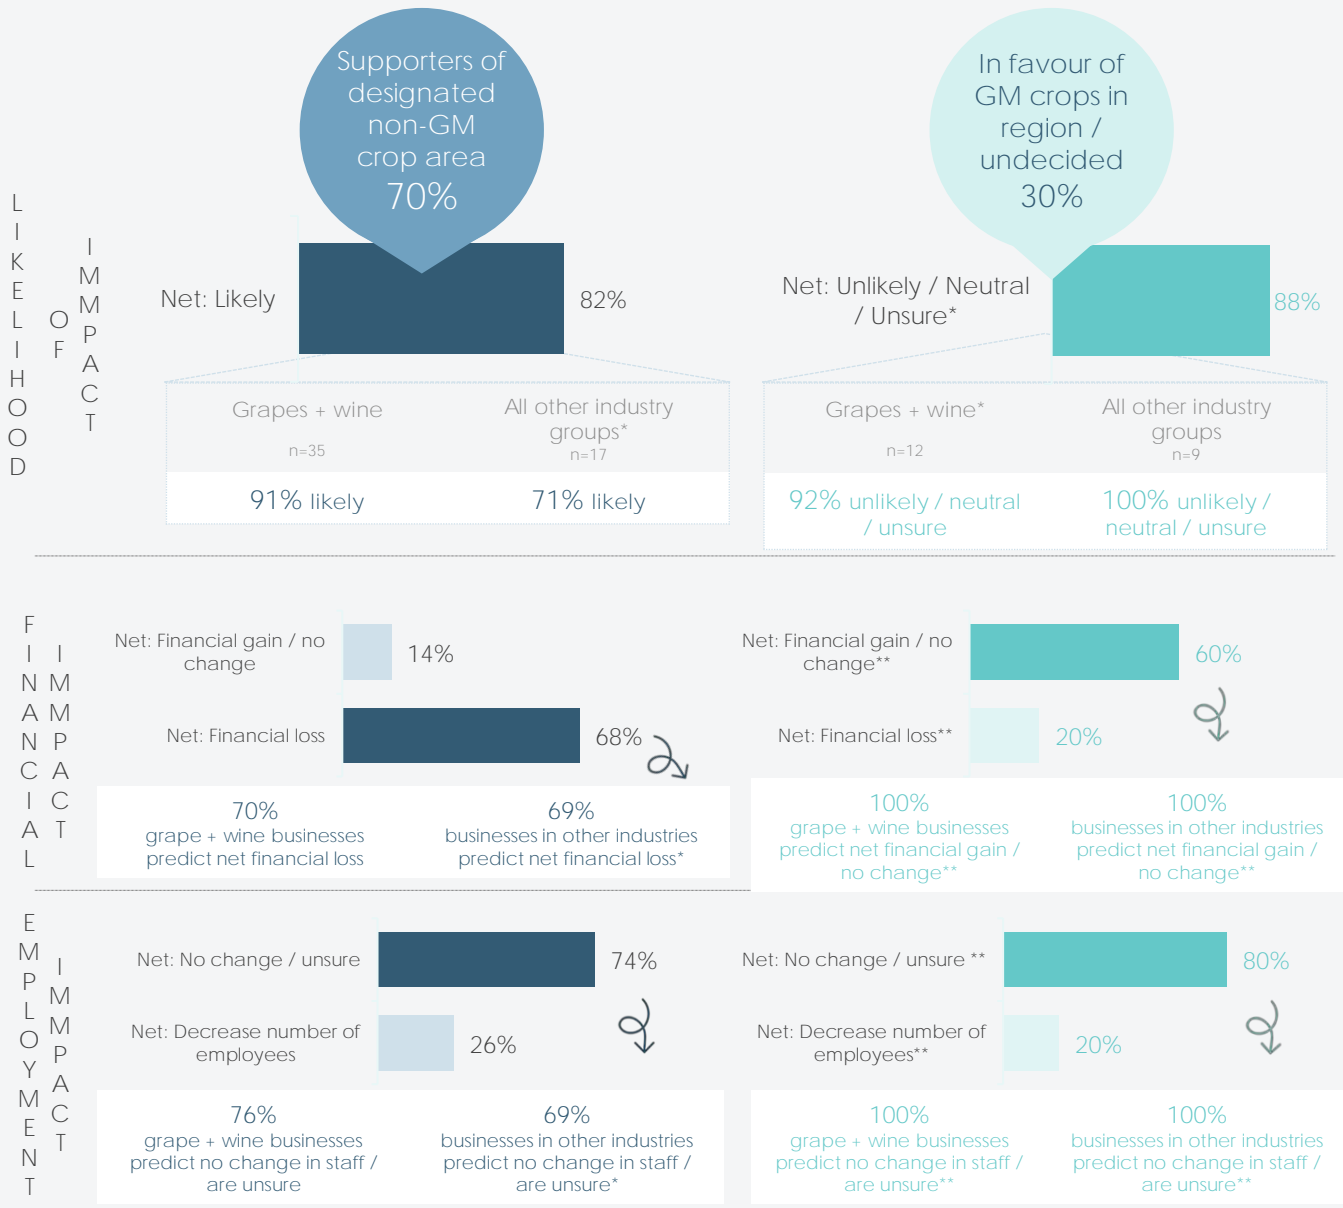 Supporters of
designated
non-GM
crop area
70%
In favour of
GM crops in
region /
undecided
30%
LIKELIHOOD
OF
IMPACT
Net: Likely
82%
Net: Unlikely / Neutral
/ Unsure*
88%
Grapes + wine
n=35
All other industry
groups*
n=17
91% likely
71% likely
Grapes + wine*
n=12
All other industry
groups
n=9
92% unlikely / neutral
/ unsure
100% unlikely /
neutral / unsure
FINANCIAL
IMPACT
Net: Financial gain / no
change
14%
Net: Financial loss
68%
70%
grape + wine businesses
predict net financial loss
69%
businesses in other industries
predict net financial loss*
Net: Financial gain / no
change**
60%
Net: Financial loss**
20%
100%
grape + wine businesses
predict net financial gain /
no change**
100%
businesses in other industries
predict net financial gain /
no change**
EMPLOYMENT
IMPACT
Net: No change / unsure
74%
Net: Decrease number of
employees
26%
76%
grape + wine businesses
predict no change in staff /
are unsure
69%
businesses in other industries
predict no change in staff /
are unsure*
Net: No change / unsure **
80%
Net: Decrease number of
employees**
20%
100%
grape + wine businesses
predict no change in staff /
are unsure**
100%
businesses in other industries
predict no change in staff /
are unsure**